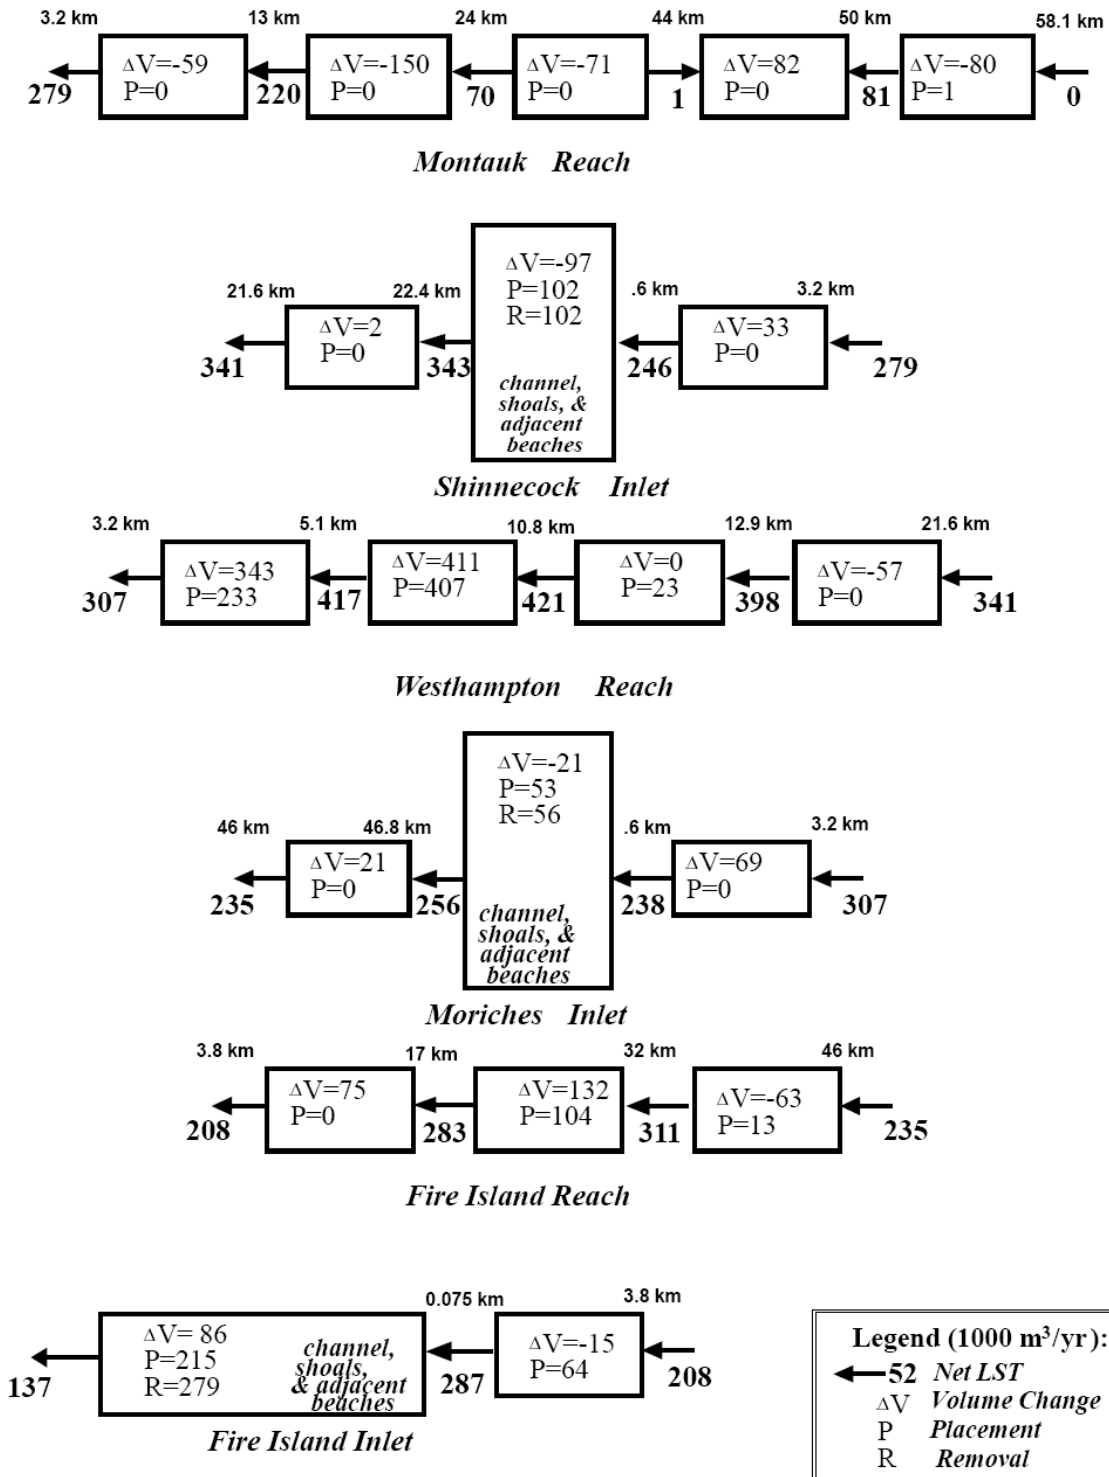 3.2 km 13 km 24 km 44 km 50 km 58.1 km
ΔV=-59 ΔV=-150 ΔV=-71 ΔV=82 ΔV=-80
P=0 P=0 P=0 P=0 P=1
279 220 70 1 81 0
Montauk Reach
ΔV=-97
P=102
R=102
21.6 km 22.4 km .6 km 3.2 km
ΔV=2 ΔV=33
P=0 P=0
341 343 246 279
channel,
shoals, &
adjacent
beaches
Shinnecock Inlet
3.2 km 5.1 km 10.8 km 12.9 km 21.6 km
ΔV=343 ΔV=411 ΔV=0 ΔV=-57
P=233 P=407 P=23 P=0
307 417 421 398 341
Westhampton Reach
ΔV=-21
P=53
R=56
46 km 46.8 km .6 km 3.2 km
ΔV=21 ΔV=69
P=0 P=0
235 256 238 307
channel,
shoals, &
adjacent
beaches
Moriches Inlet
3.8 km 17 km 32 km 46 km
ΔV=75 ΔV=132 ΔV=-63
P=0 P=104 P=13
208 283 311 235
Fire Island Reach
0.075 km 3.8 km
ΔV= 86 ΔV=-15
P=215 P=64
R=279
channel,
shoals,
& adjacent
beaches
137 287 208
Fire Island Inlet
Legend (1000 m³/yr):
52 Net LST
ΔV Volume Change
P Placement
R Removal